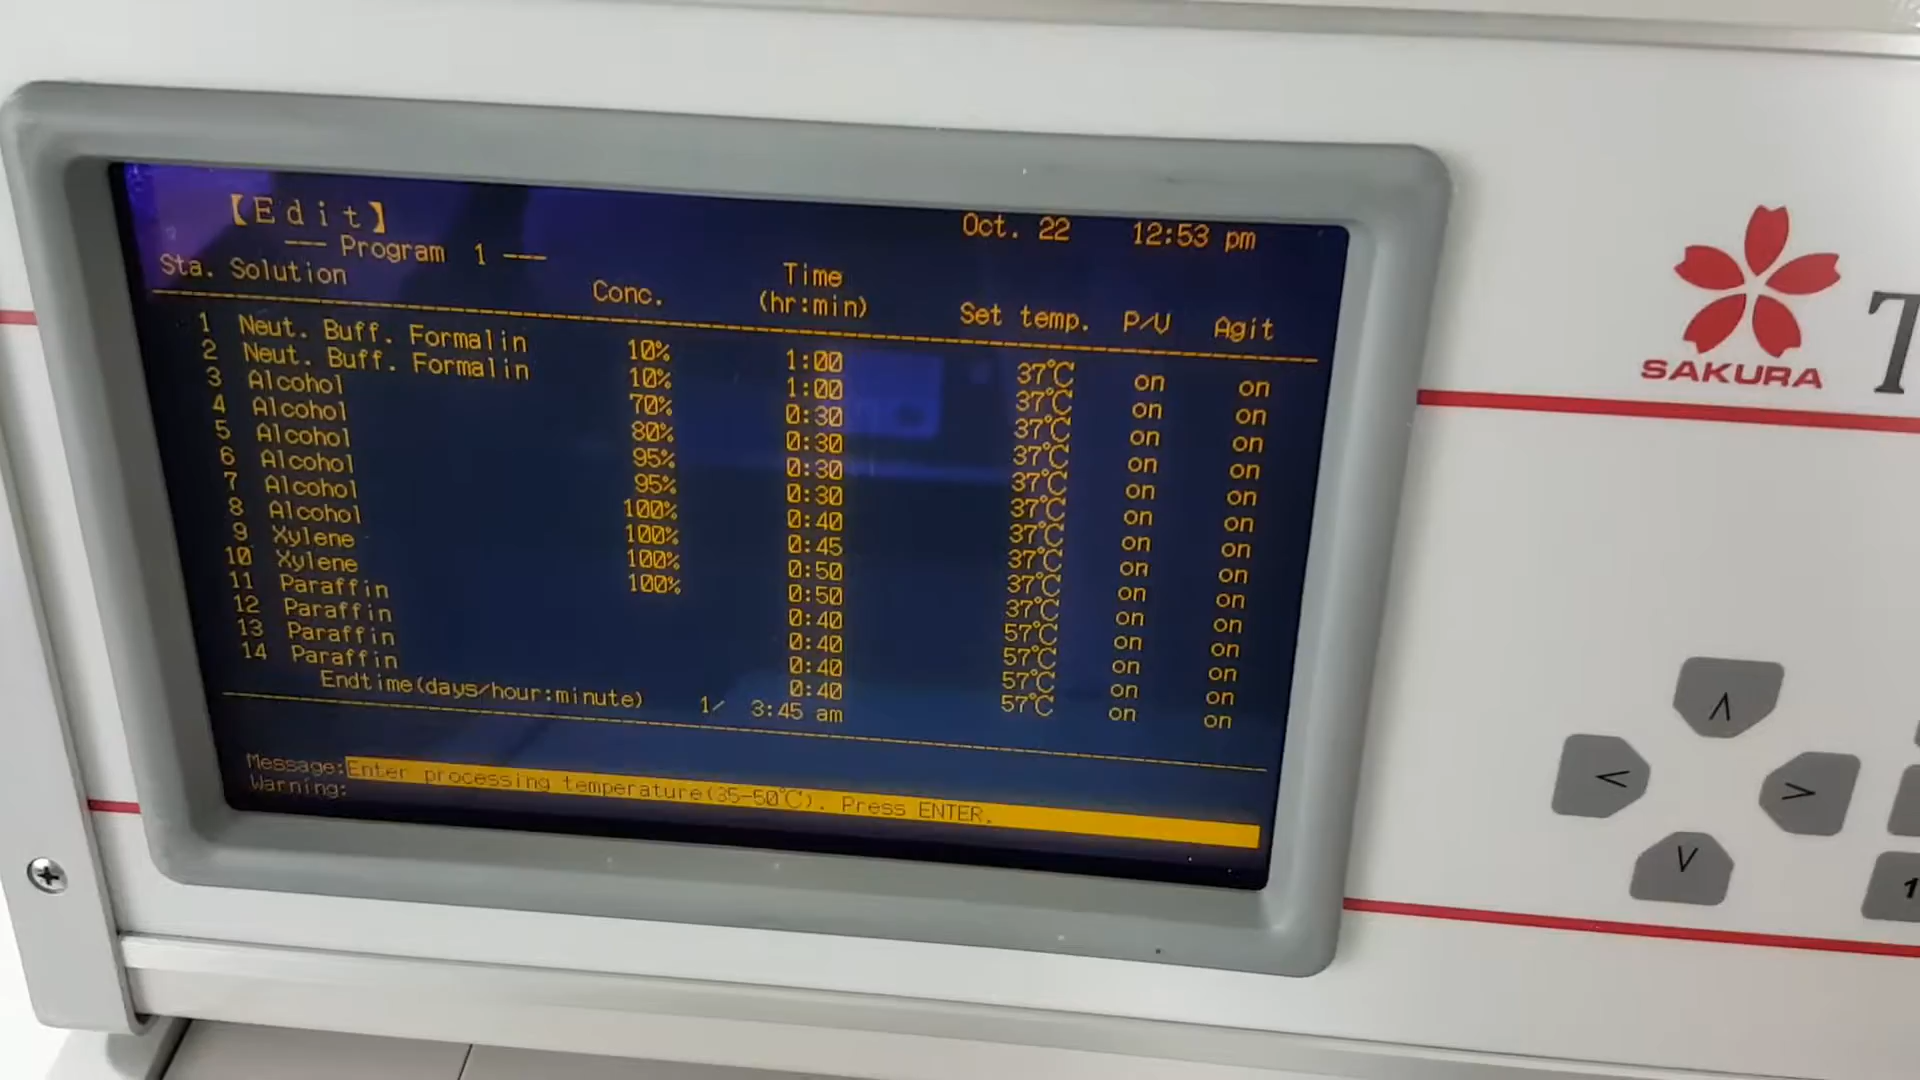 【Edit】
Oct. 22 12:53 pm
--- Program 1 ---
Sta. Solution Conc. Time (hr:min) Set temp. P/V Agit
1 Neut. Buff. Formalin 10% 1:00 37℃ on on
2 Neut. Buff. Formalin 10% 1:00 37℃ on on
3 Alcohol 70% 0:30 37℃ on on
4 Alcohol 80% 0:30 37℃ on on
5 Alcohol 95% 0:30 37℃ on on
6 Alcohol 95% 0:30 37℃ on on
7 Alcohol 100% 0:40 37℃ on on
8 Alcohol 100% 0:45 37℃ on on
9 Xylene 100% 0:50 37℃ on on
10 Xylene 100% 0:50 37℃ on on
11 Paraffin 0:40 57℃ on on
12 Paraffin 0:40 57℃ on on
13 Paraffin 0:40 57℃ on on
14 Paraffin 0:40 57℃ on on
Endtime(days/hour:minute) 1/ 3:45 am
Message:Enter processing temperature(35-50℃). Press ENTER.
Warning:
SAKURA
T
∧
<
>
∨
1